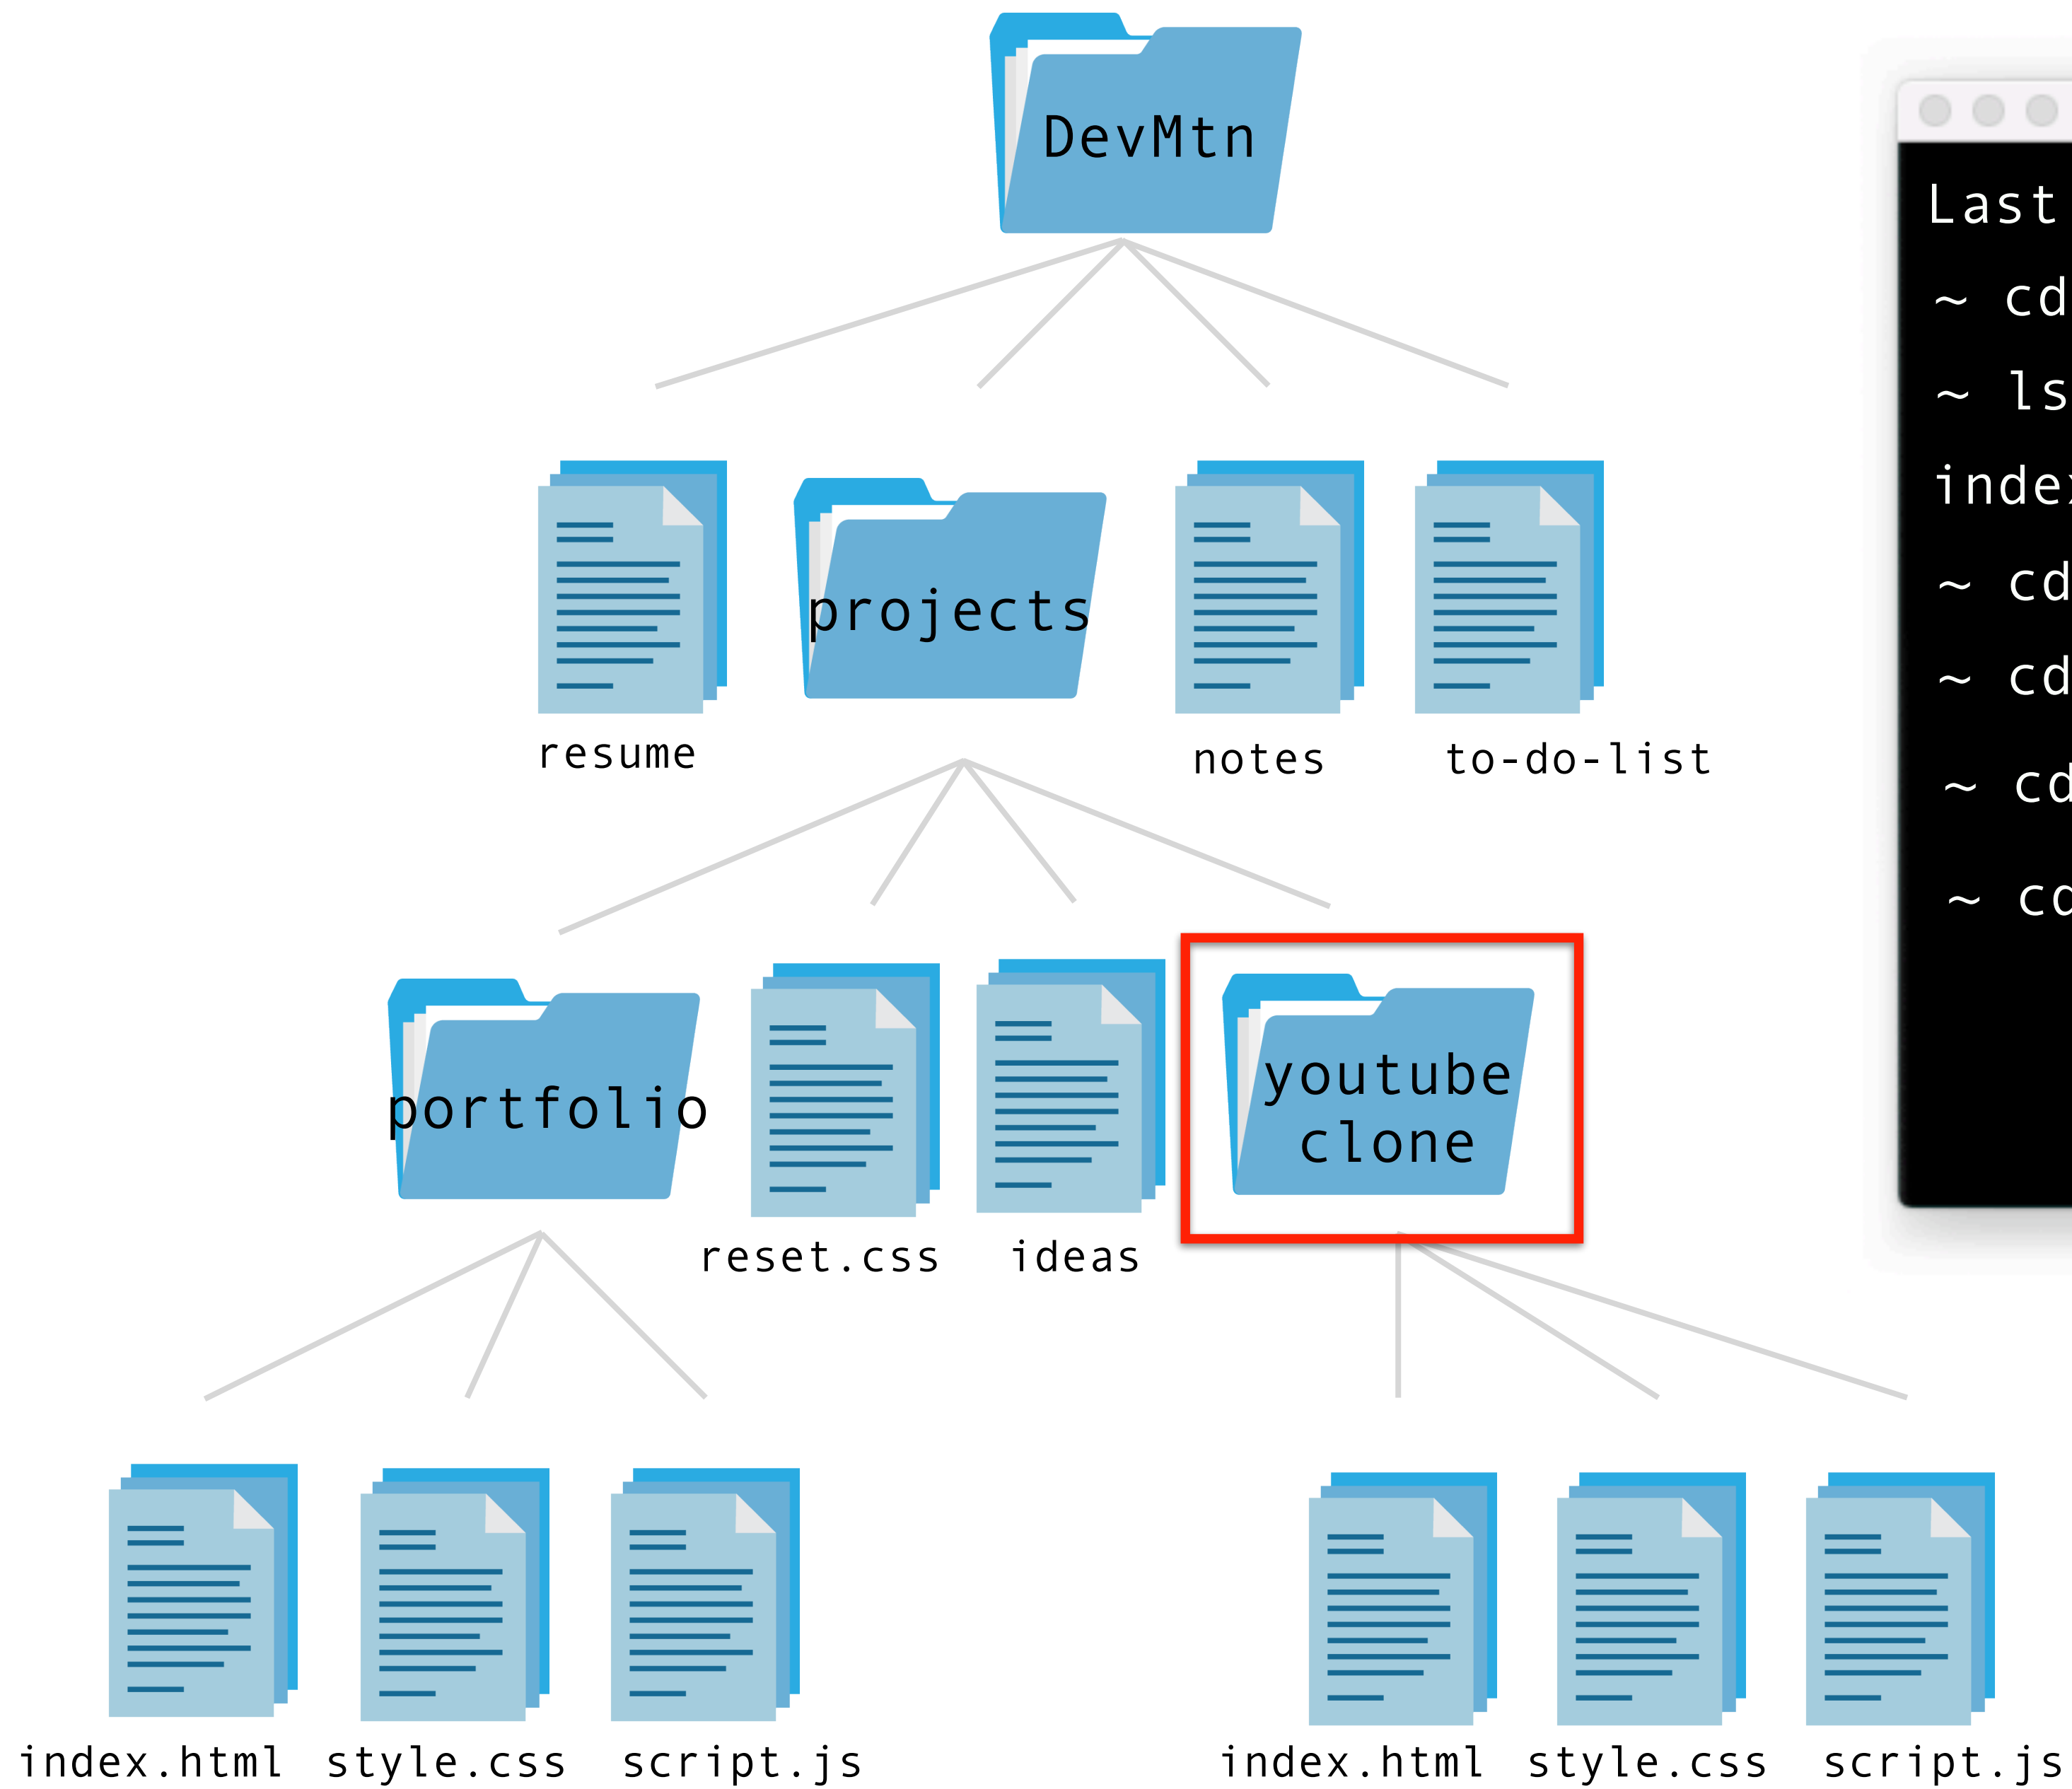 DevMtn
resume
projects
notes
to-do-list
portfolio
reset.css
ideas
youtube
clone
index.html
style.css
script.js
index.html
style.css
script.js
Last
~ cd
~ ls
~ cd
~ cd
~ cd
~ cd